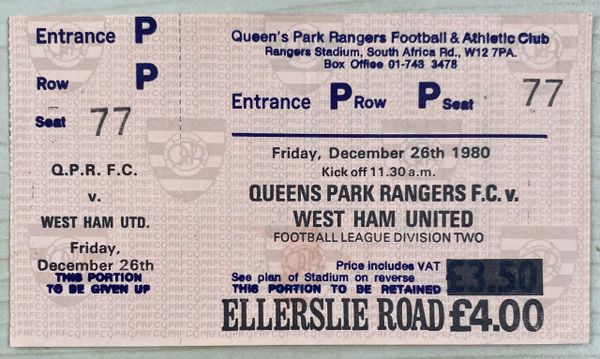 Entrance P
Row P
Seat 77
Q.P.R. F.C.
v.
WEST HAM UTD.
Friday,
December 26th
THIS PORTION
TO BE GIVEN UP
Queen's Park Rangers Football & Athletic Club
Rangers Stadium, South Africa Rd., W12 7PA.
Box Office 01-743 3478
Entrance P Row P Seat 77
Friday, December 26th 1980
Kick off 11.30 a.m.
QUEENS PARK RANGERS F.C. v.
WEST HAM UNITED
FOOTBALL LEAGUE DIVISION TWO
Price includes VAT £3.50
See plan of Stadium on reverse
THIS PORTION TO BE RETAINED
ELLERSLIE ROAD £4.00